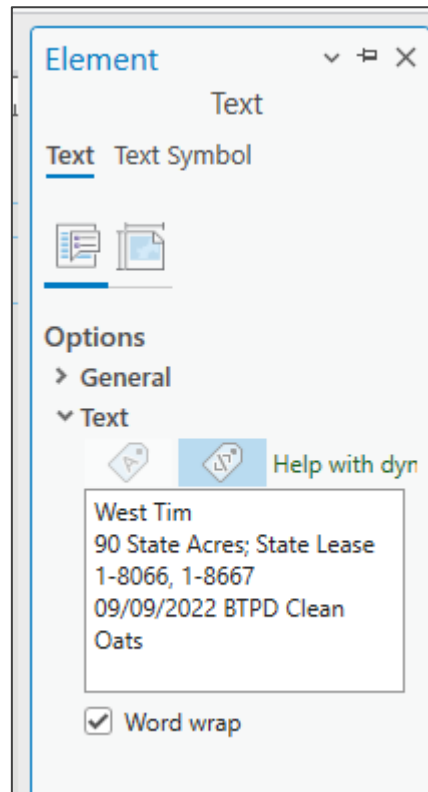 Element
Text
Text Text Symbol
Options
General
Text
Help with dyn
West Tim
90 State Acres; State Lease
1-8066, 1-8667
09/09/2022 BTPD Clean
Oats
Word wrap